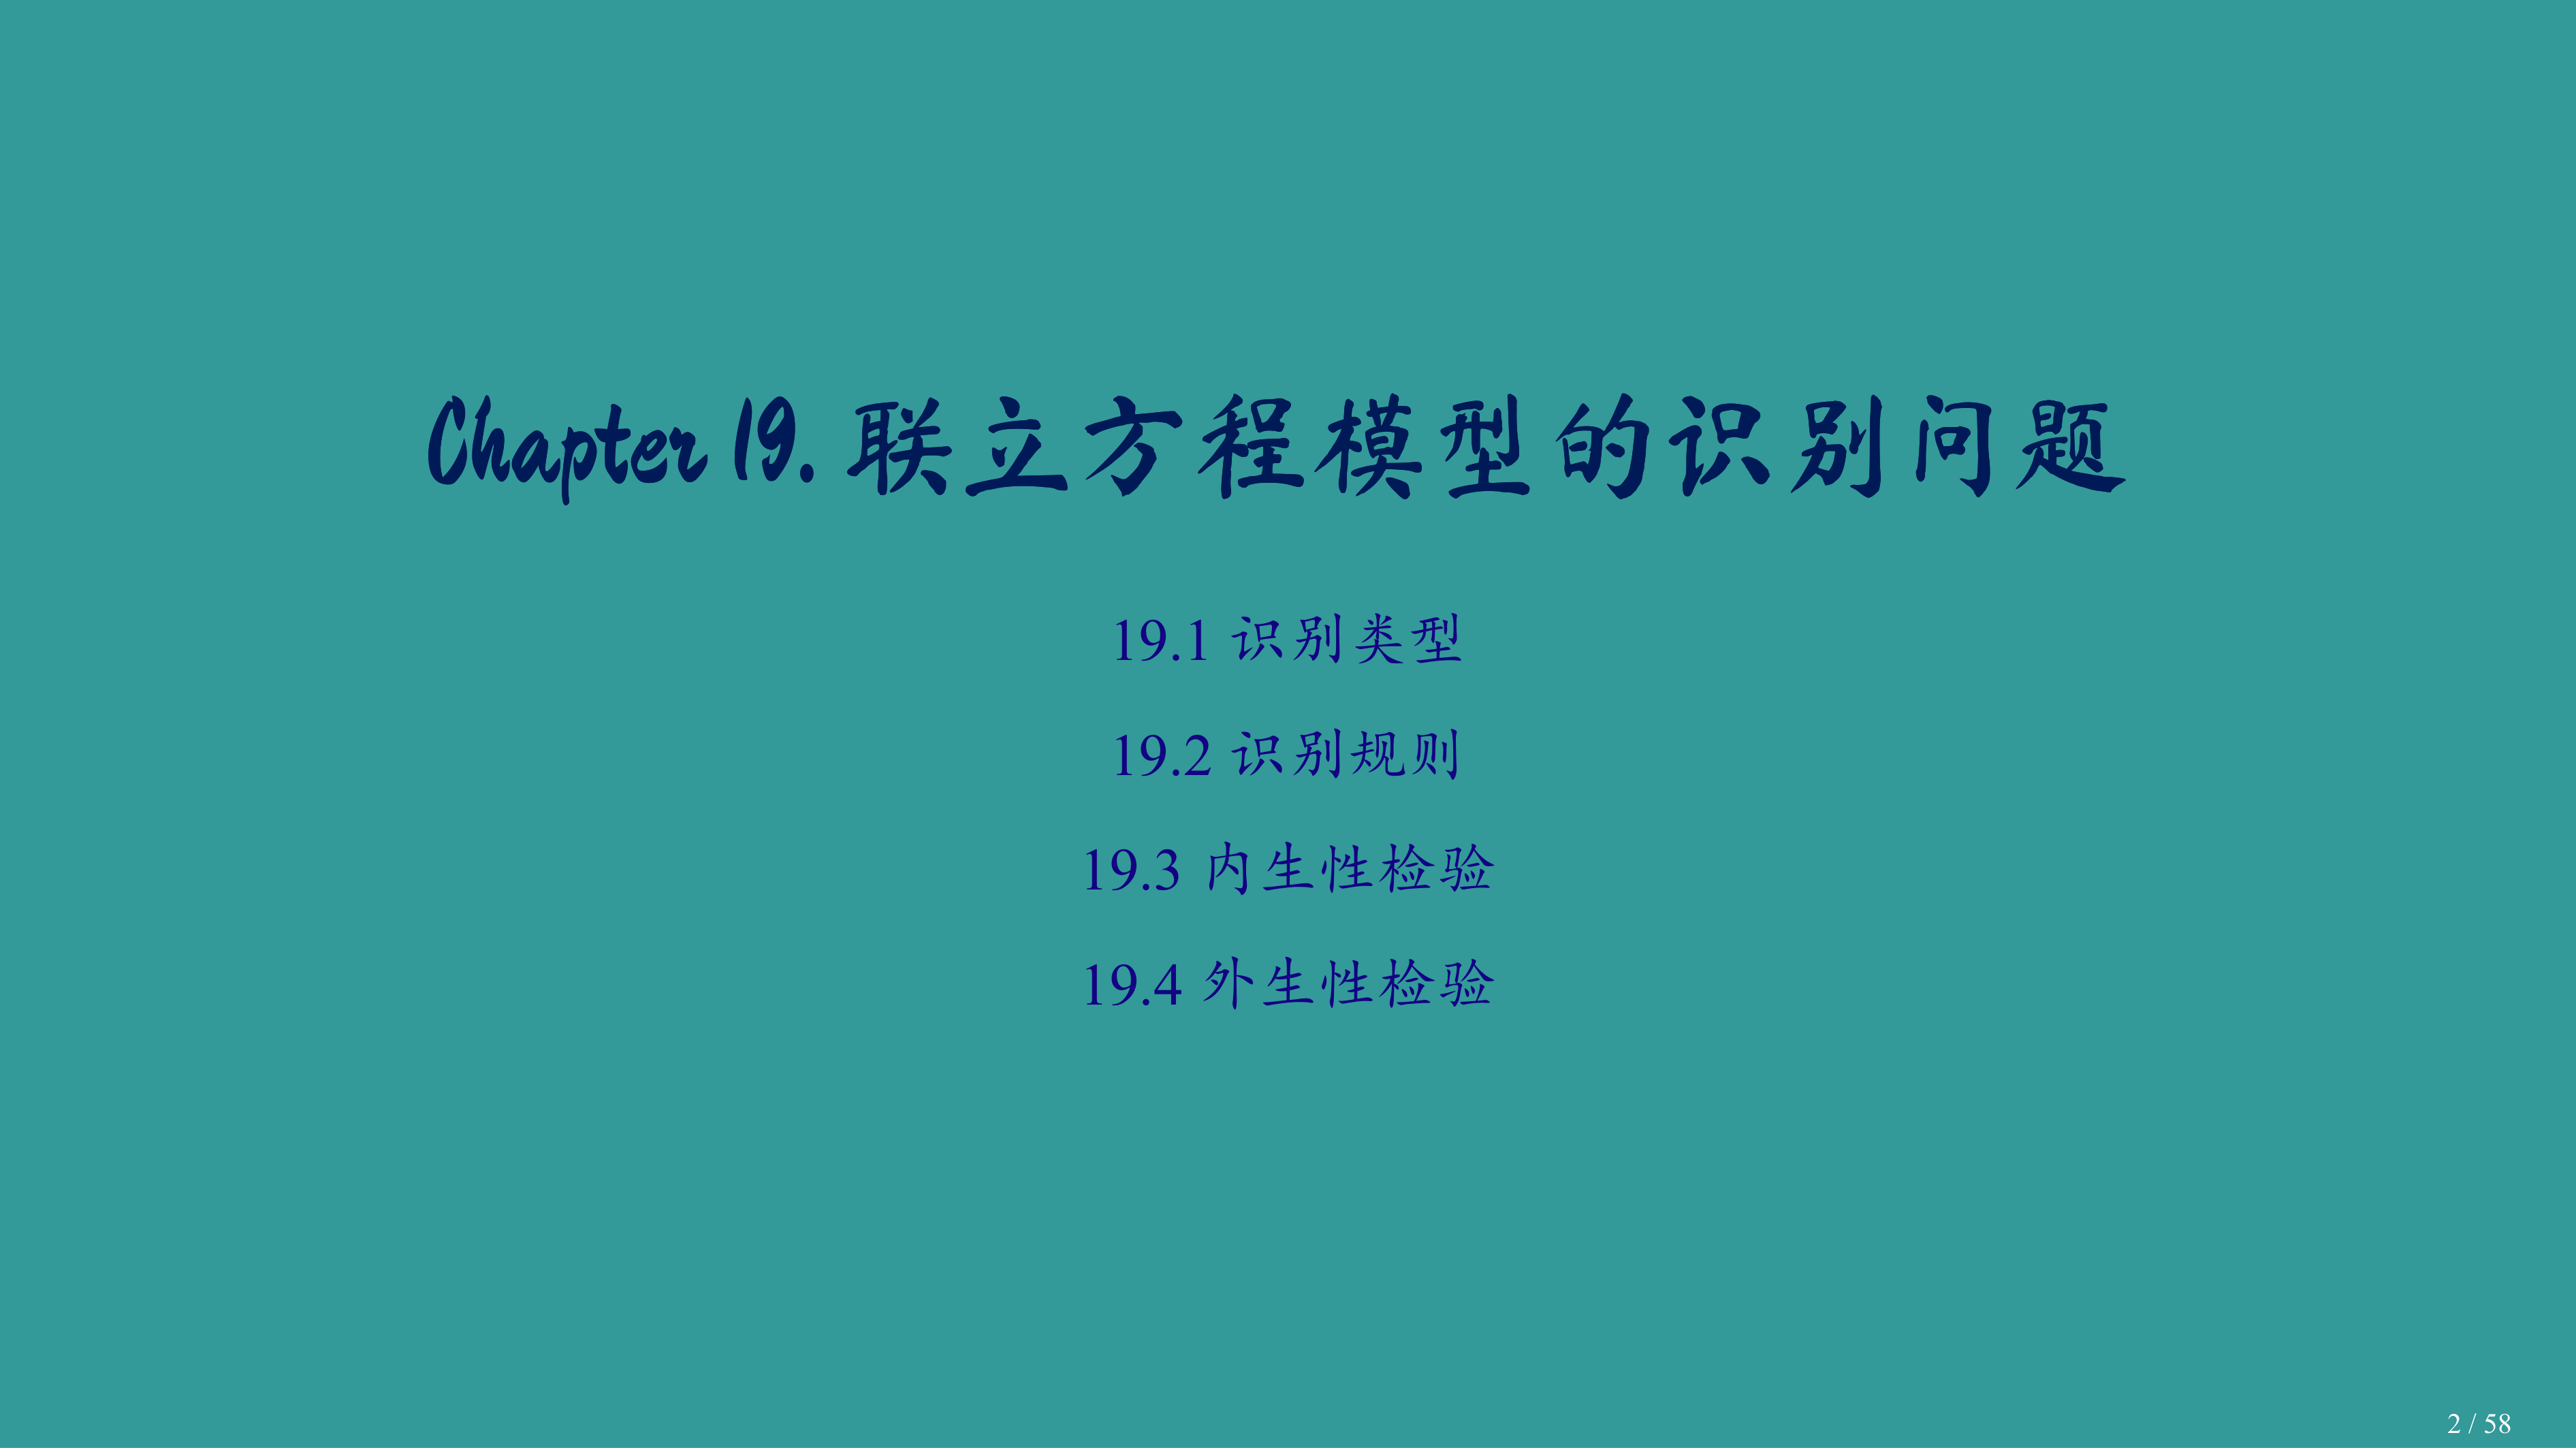 Chapter 19. 联立方程模型的识别问题
19.1 识别类型
19.2 识别规则
19.3 内生性检验
19.4 外生性检验
2 / 58